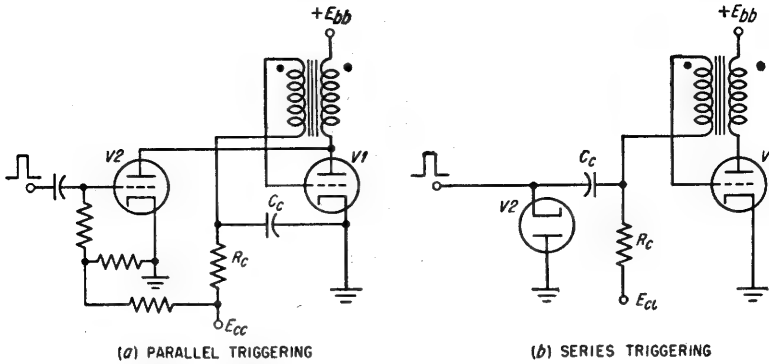 +Ebb
V2
V1
Cc
Rc
Ecc
(a) PARALLEL TRIGGERING
+Ebb
Cc
V2
V
Rc
Ecc
(b) SERIES TRIGGERING